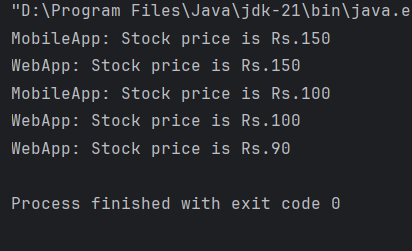 "D:\Program Files\Java\jdk-21\bin\java.e
MobileApp: Stock price is Rs.150
WebApp: Stock price is Rs.150
MobileApp: Stock price is Rs.100
WebApp: Stock price is Rs.100
WebApp: Stock price is Rs.90
Process finished with exit code 0